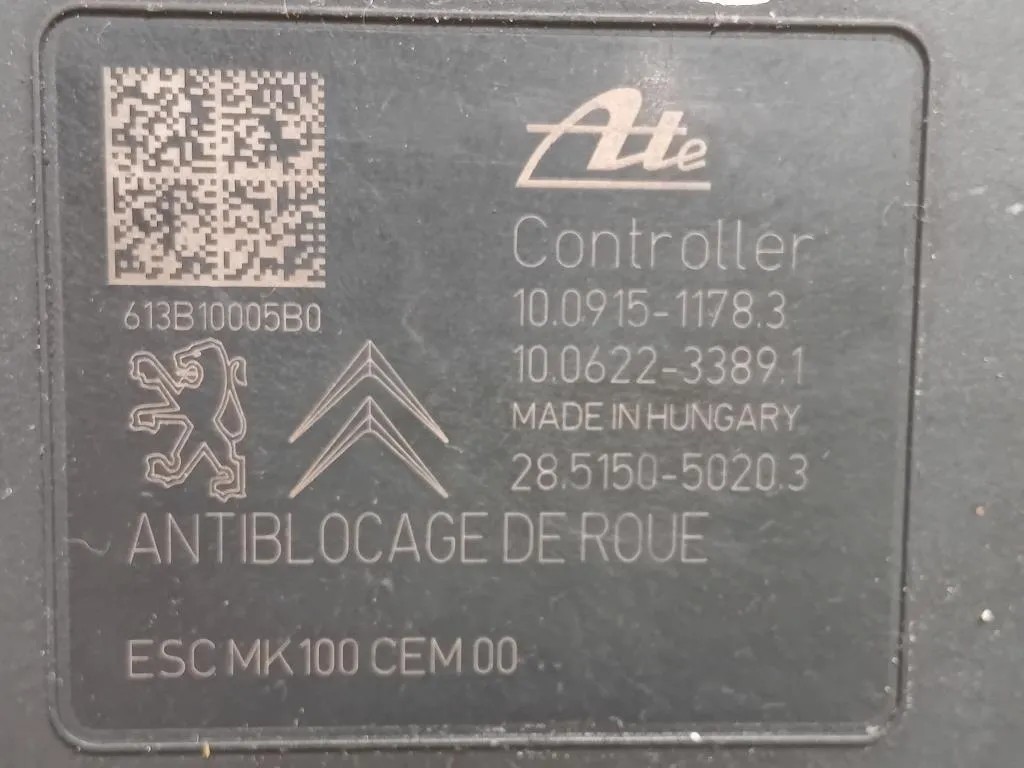 Ate
613B10005B0
Controller
10.0915-1178.3
10.0622-3389.1
MADE IN HUNGARY
28.5150-5020.3
ANTIBLOCAGE DE ROUE
ESC MK100 CEM 00